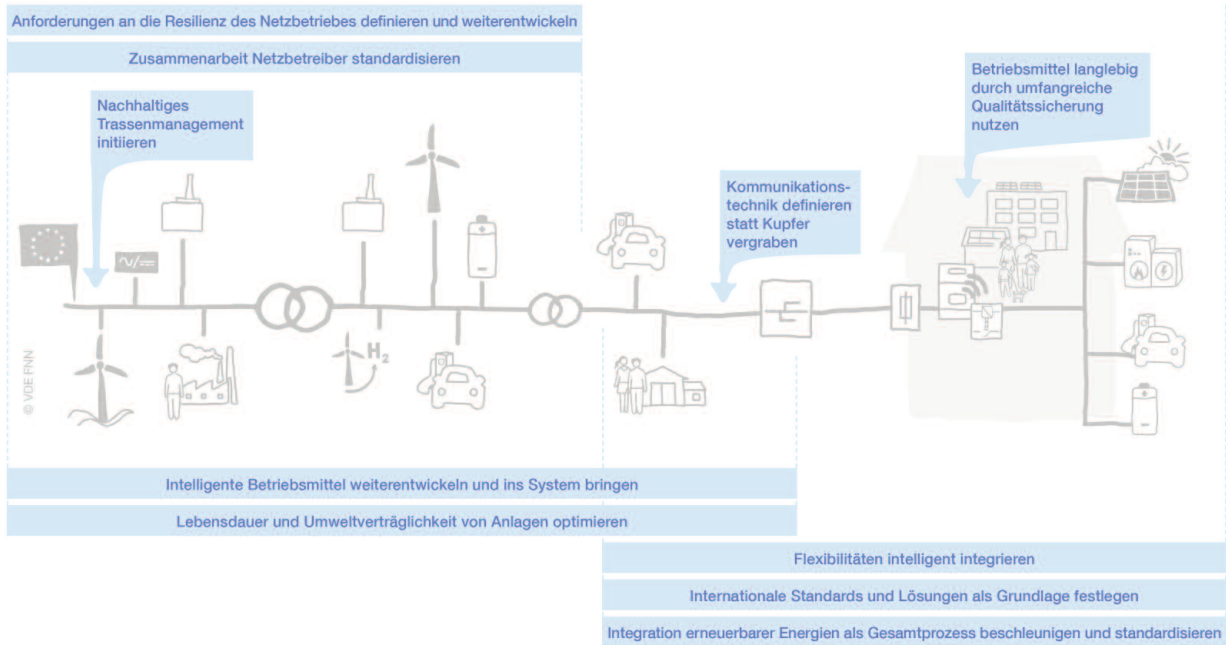 Anforderungen an die Resilienz des Netzbetriebes definieren und weiterentwickeln
Zusammenarbeit Netzbetreiber standardisieren
Nachhaltiges
Trassenmanagement
initiieren
Betriebsmittel langlebig
durch umfangreiche
Qualitätssicherung
nutzen
Kommunikations-
technik definieren
statt Kupfer
vergraben
H2
© VDE FNN
Intelligente Betriebsmittel weiterentwickeln und ins System bringen
Lebensdauer und Umweltverträglichkeit von Anlagen optimieren
Flexibilitäten intelligent integrieren
Internationale Standards und Lösungen als Grundlage festlegen
Integration erneuerbarer Energien als Gesamtprozess beschleunigen und standardisieren